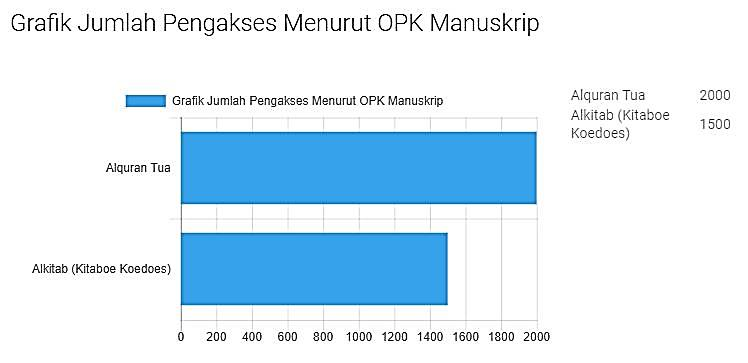 Grafik Jumlah Pengakses Menurut OPK Manuskrip
Grafik Jumlah Pengakses Menurut OPK Manuskrip
Alquran Tua
Alkitab (Kitaboe Koedoes)
0 200 400 600 800 1000 1200 1400 1600 1800 2000
Alquran Tua 2000
Alkitab (Kitaboe
Koedoes) 1500